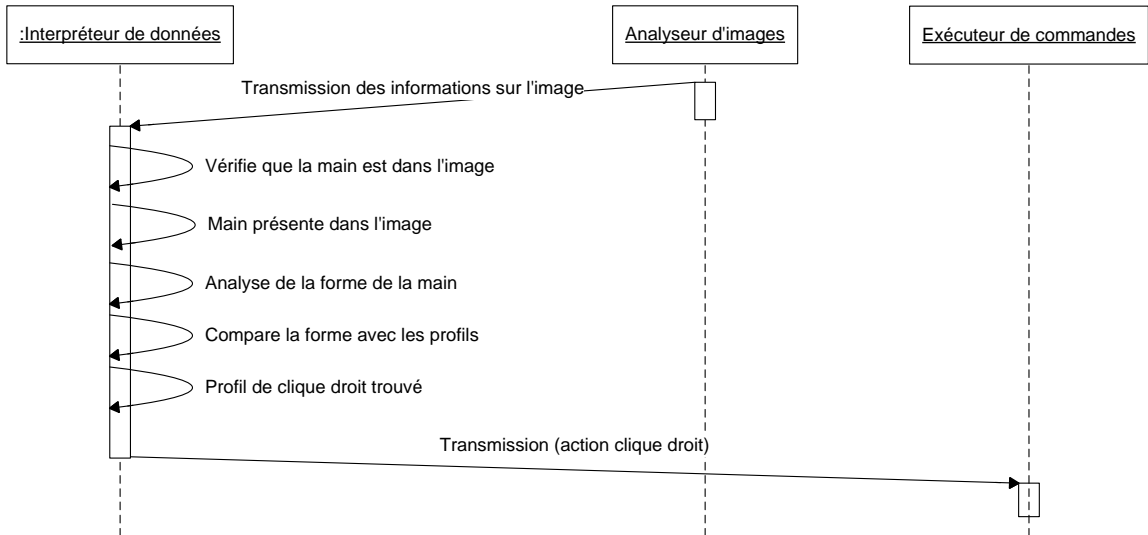 :Interpréteur de données
Analyseur d'images
Exécuteur de commandes
Transmission des informations sur l'image
Vérifie que la main est dans l'image
Main présente dans l'image
Analyse de la forme de la main
Compare la forme avec les profils
Profil de clique droit trouvé
Transmission (action clique droit)